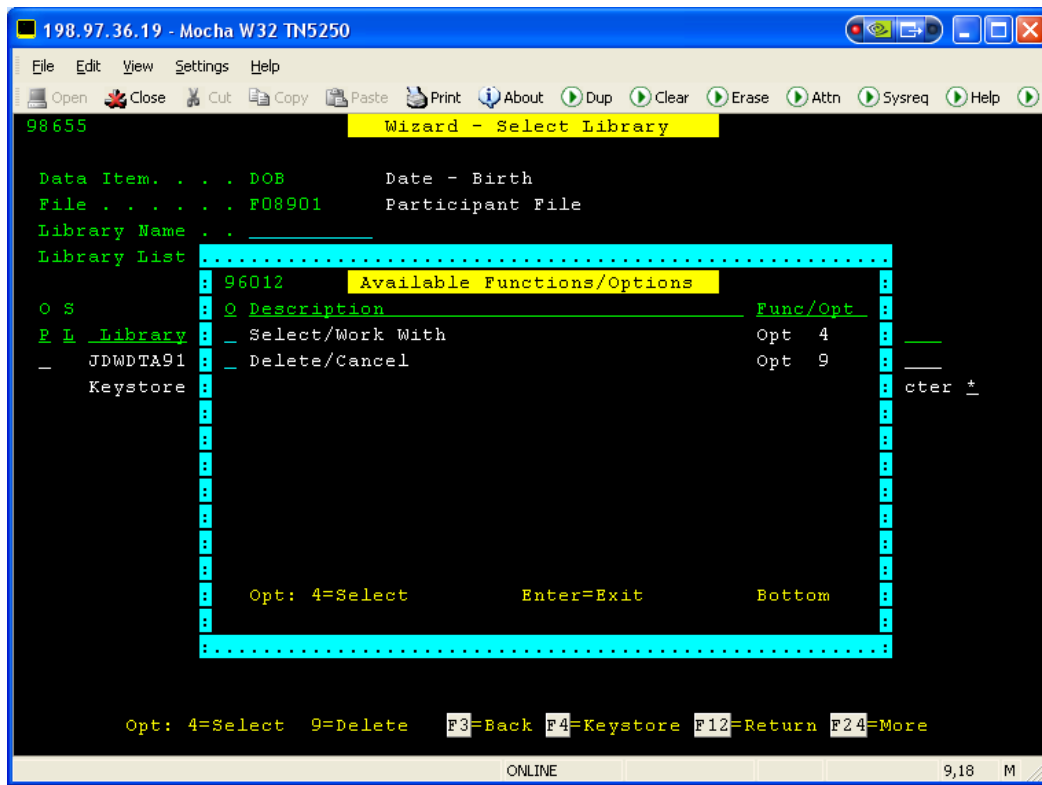 198.97.36.19 - Mocha W32 TN5250
File Edit View Settings Help
Open Close Cut Copy Paste Print About Dup Clear Erase Attn Sysreq Help
98655 Wizard - Select Library
Data Item. . . . DOB Date - Birth
File . . . . . . F08901 Participant File
Library Name . .
Library List
96012 Available Functions/Options
O S O Description Func/Opt
P L Library Select/Work With Opt 4
JDWDTA91 Delete/Cancel Opt 9
Keystore cter *
Opt: 4=Select Enter=Exit Bottom
Opt: 4=Select 9=Delete F3=Back F4=Keystore F12=Return F24=More
ONLINE 9,18 M